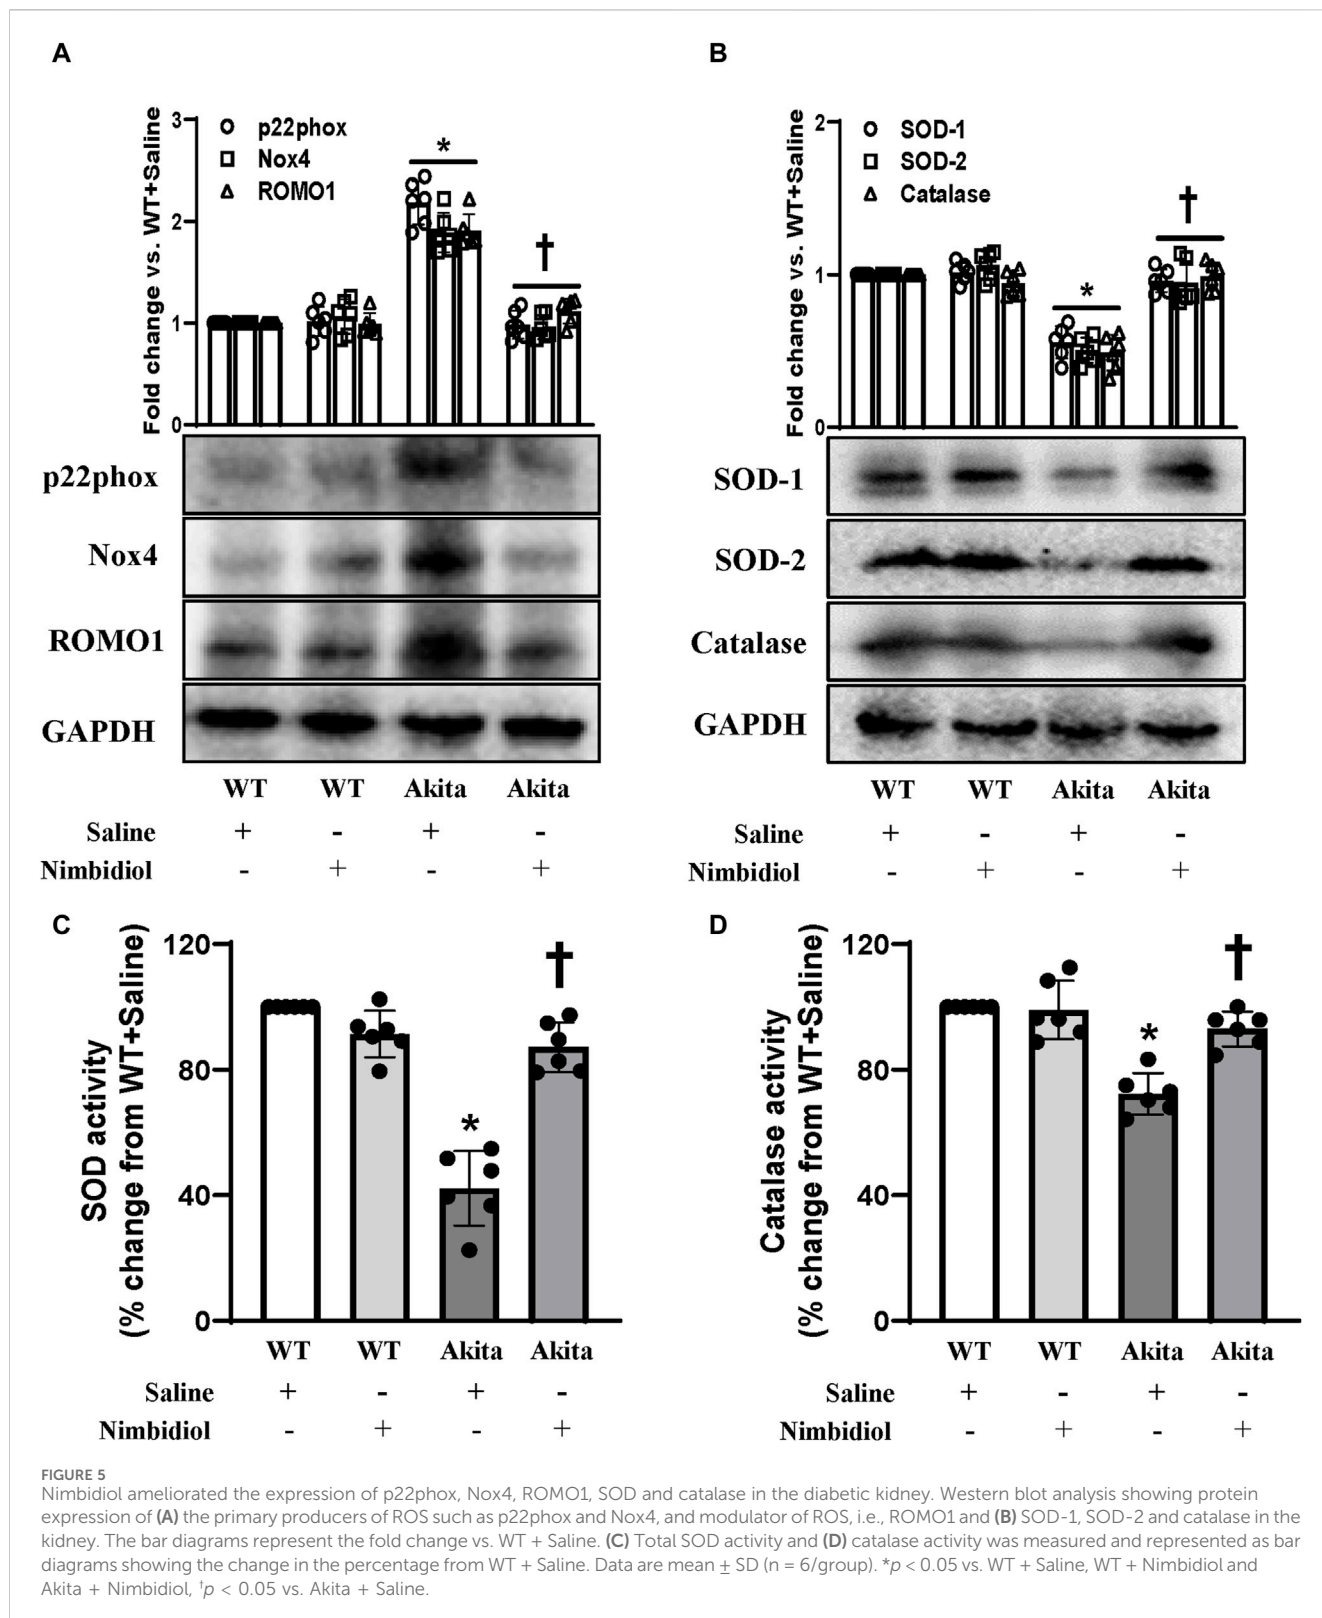 A
Fold change vs. WT+Saline
3
2
1
0
p22phox
Nox4
ROMO1
*
†
p22phox
Nox4
ROMO1
GAPDH
WT WT Akita Akita
Saline + - + -
Nimbidiol - + - +
B
Fold change vs. WT+Saline
2
1
0
SOD-1
SOD-2
Catalase
*
†
SOD-1
SOD-2
Catalase
GAPDH
WT WT Akita Akita
Saline + - + -
Nimbidiol - + - +
C
SOD activity
(% change from WT+Saline)
120
80
40
0
*
†
WT WT Akita Akita
Saline + - + -
Nimbidiol - + - +
D
Catalase activity
(% change from WT+Saline)
120
80
40
0
*
†
WT WT Akita Akita
Saline + - + -
Nimbidiol - + - +
FIGURE 5
Nimbidiol ameliorated the expression of p22phox, Nox4, ROMO1, SOD and catalase in the diabetic kidney. Western blot analysis showing protein
expression of (A) the primary producers of ROS such as p22phox and Nox4, and modulator of ROS, i.e., ROMO1 and (B) SOD-1, SOD-2 and catalase in the
kidney. The bar diagrams represent the fold change vs. WT + Saline. (C) Total SOD activity and (D) catalase activity was measured and represented as bar
diagrams showing the change in the percentage from WT + Saline. Data are mean ± SD (n = 6/group). *p < 0.05 vs. WT + Saline, WT + Nimbidiol and
Akita + Nimbidiol, †p < 0.05 vs. Akita + Saline.